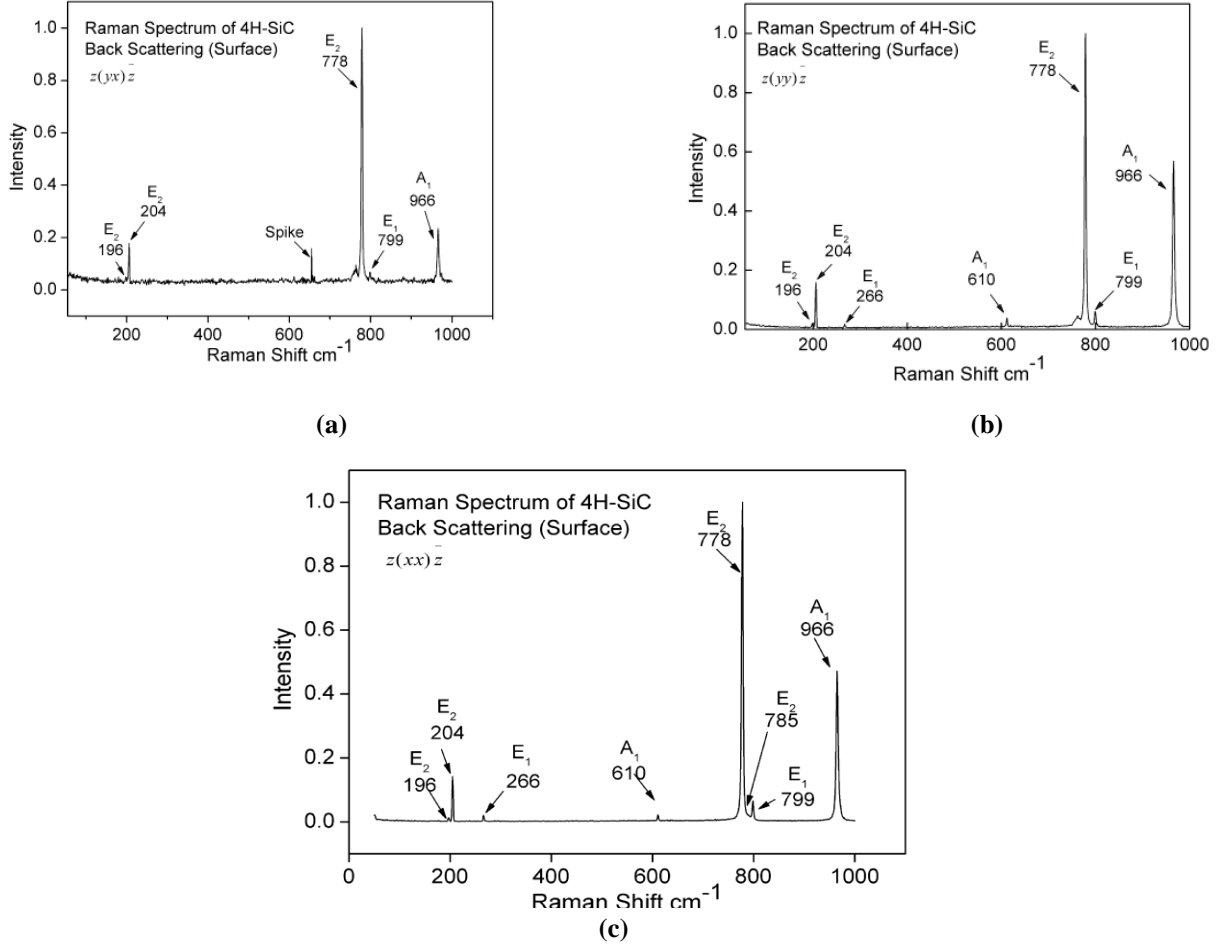 Raman Spectrum of 4H-SiC
Back Scattering (Surface)
z(yx)z̄
E₂
778
E₂
204
E₂
196
Spike
E₁
799
A₁
966
1.0
0.8
0.6
0.4
0.2
0.0
Intensity
200 400 600 800 1000
Raman Shift cm⁻¹
(a)
Raman Spectrum of 4H-SiC
Back Scattering (Surface)
z(yy)z̄
E₂
778
A₁
966
E₂
204
E₂
196
E₁
266
A₁
610
E₁
799
1.0
0.8
0.6
0.4
0.2
0.0
Intensity
200 400 600 800 1000
Raman Shift cm⁻¹
(b)
Raman Spectrum of 4H-SiC
Back Scattering (Surface)
z(xx)z̄
E₂
778
A₁
966
E₂
204
E₂
196
E₁
266
A₁
610
E₂
785
E₁
799
1.0
0.8
0.6
0.4
0.2
0.0
Intensity
0 200 400 600 800 1000
Raman Shift cm⁻¹
(c)